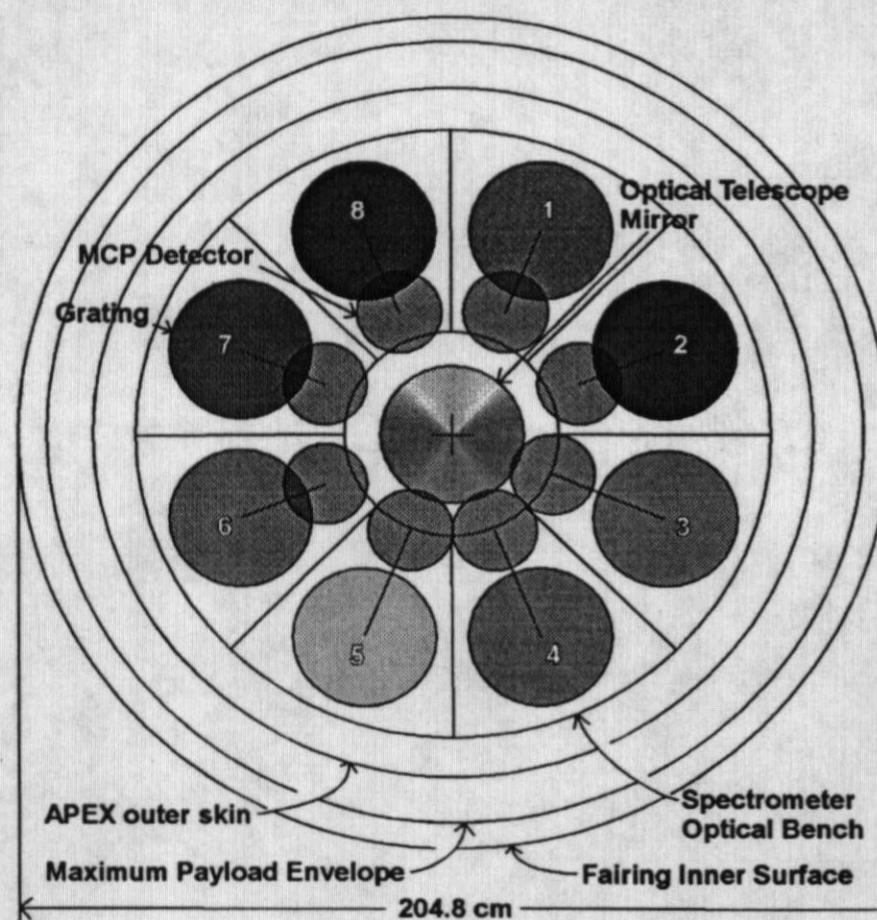 8
1
Optical Telescope
Mirror
MCP Detector
Grating
7
2
6
3
5
4
APEX outer skin
Spectrometer
Optical Bench
Maximum Payload Envelope
Fairing Inner Surface
204.8 cm